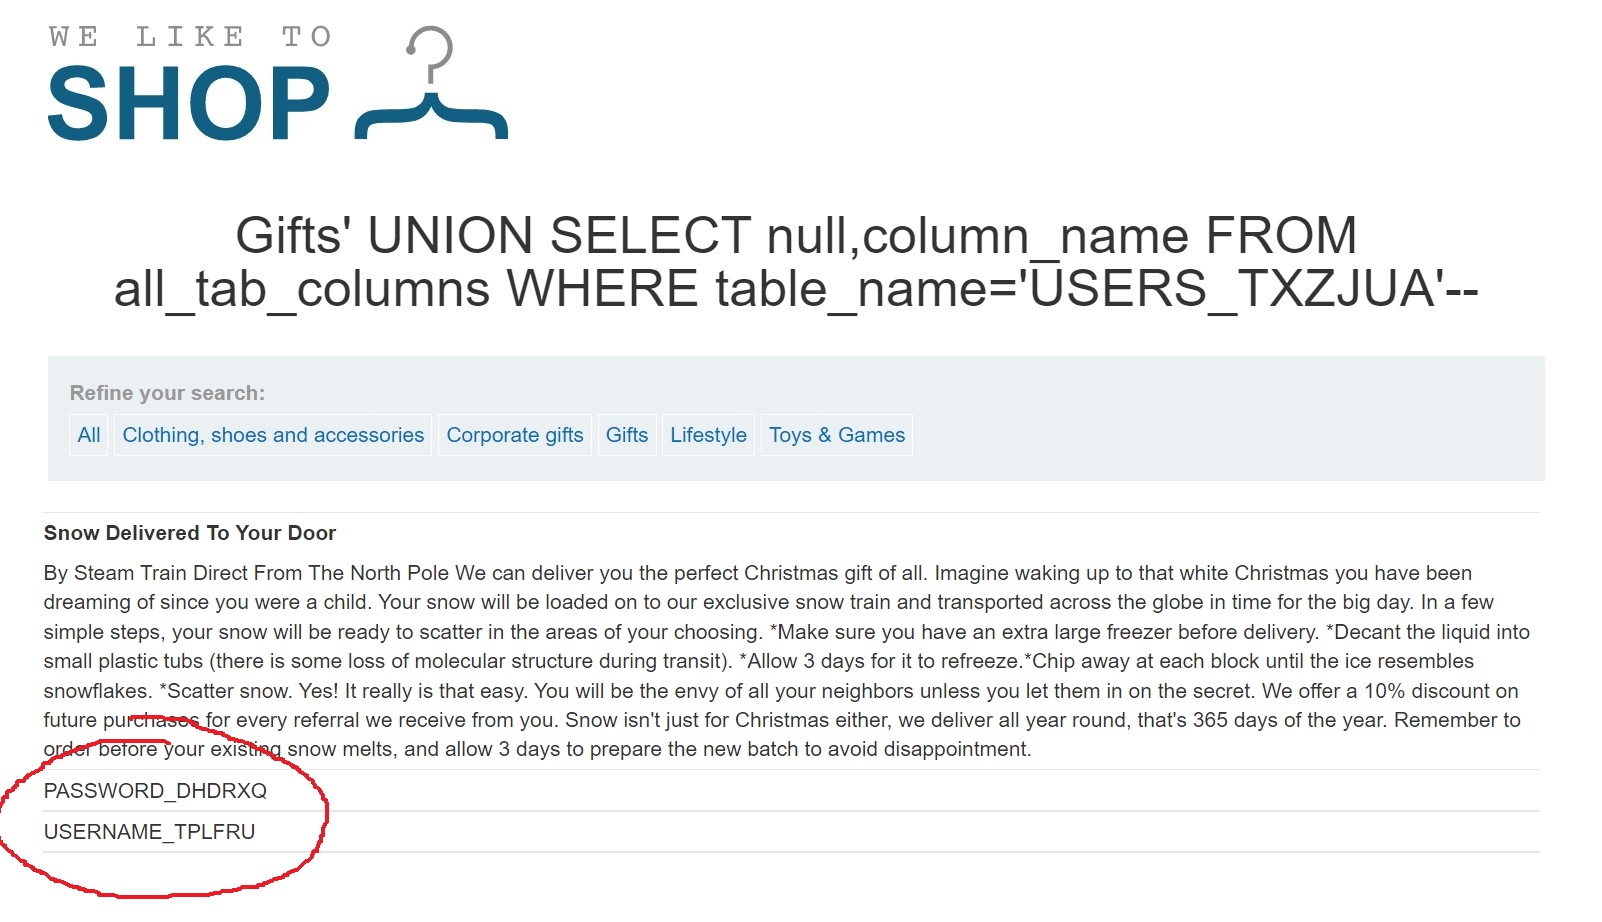 WE LIKE TO
SHOP
Gifts' UNION SELECT null,column_name FROM
all_tab_columns WHERE table_name='USERS_TXZJUA'--
Refine your search:
All Clothing, shoes and accessories Corporate gifts Gifts Lifestyle Toys & Games
Snow Delivered To Your Door
By Steam Train Direct From The North Pole We can deliver you the perfect Christmas gift of all. Imagine waking up to that white Christmas you have been
dreaming of since you were a child. Your snow will be loaded on to our exclusive snow train and transported across the globe in time for the big day. In a few
simple steps, your snow will be ready to scatter in the areas of your choosing. *Make sure you have an extra large freezer before delivery. *Decant the liquid into
small plastic tubs (there is some loss of molecular structure during transit). *Allow 3 days for it to refreeze.*Chip away at each block until the ice resembles
snowflakes. *Scatter snow. Yes! It really is that easy. You will be the envy of all your neighbors unless you let them in on the secret. We offer a 10% discount on
future purchases for every referral we receive from you. Snow isn't just for Christmas either, we deliver all year round, that's 365 days of the year. Remember to
order before your existing snow melts, and allow 3 days to prepare the new batch to avoid disappointment.
PASSWORD_DHDRXQ
USERNAME_TPLFRU